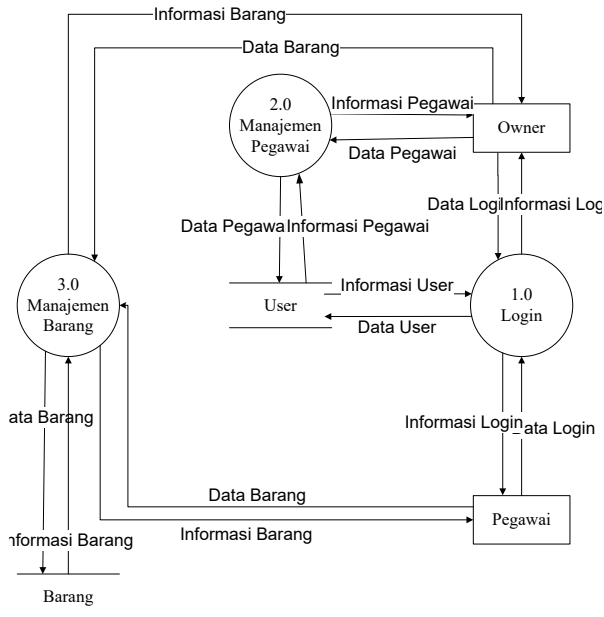 Informasi Barang
Data Barang
2.0
Manajemen
Pegawai
Informasi Pegawai
Owner
Data Pegawai
Data Logi
Informasi Log
Data Pegawa
Informasi Pegawai
3.0
Manajemen
Barang
User
Informasi User
Data User
1.0
Login
ata Barang
Informasi Login
ata Login
Data Barang
Informasi Barang
Pegawai
nformasi Barang
Barang